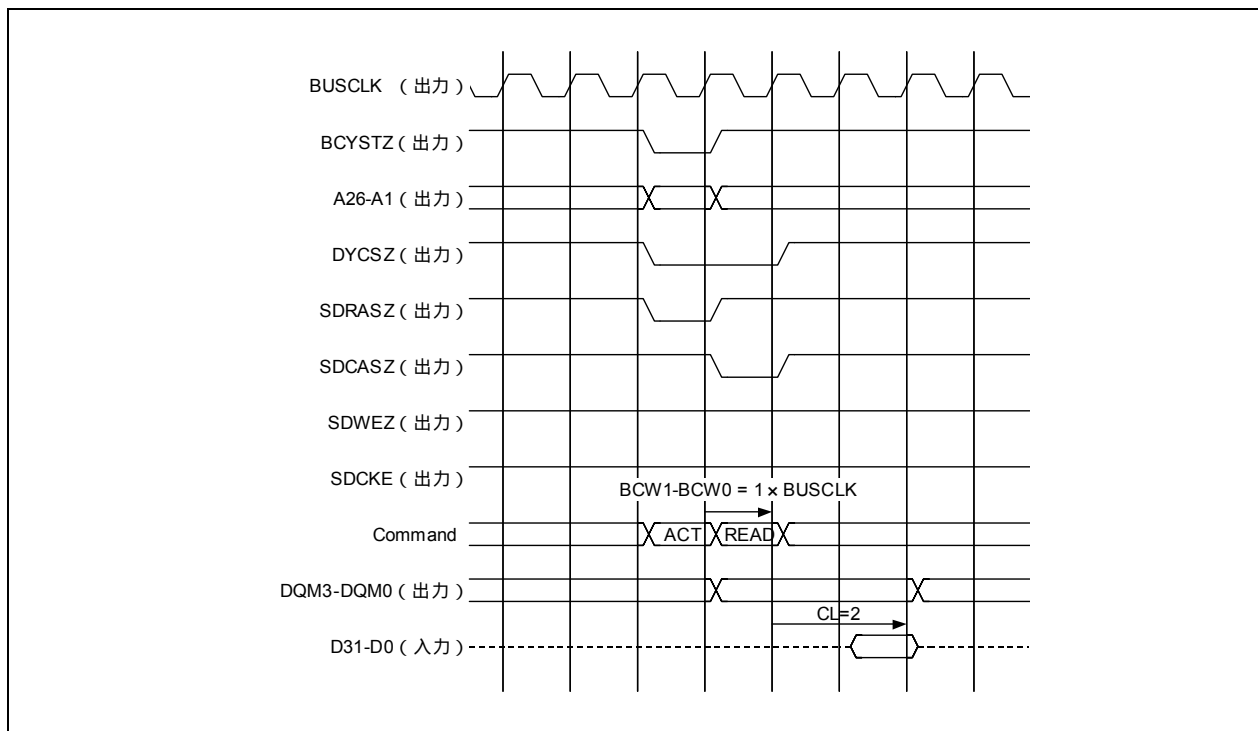 BUSCLK （出力）
BCYSTZ（出力）
A26-A1（出力）
DYCSZ（出力）
SDRASZ（出力）
SDCASZ（出力）
SDWEZ（出力）
SDCKE（出力）
BCW1-BCW0 = 1 × BUSCLK
Command ACT READ
DQM3-DQM0（出力）
CL=2
D31-D0（入力）